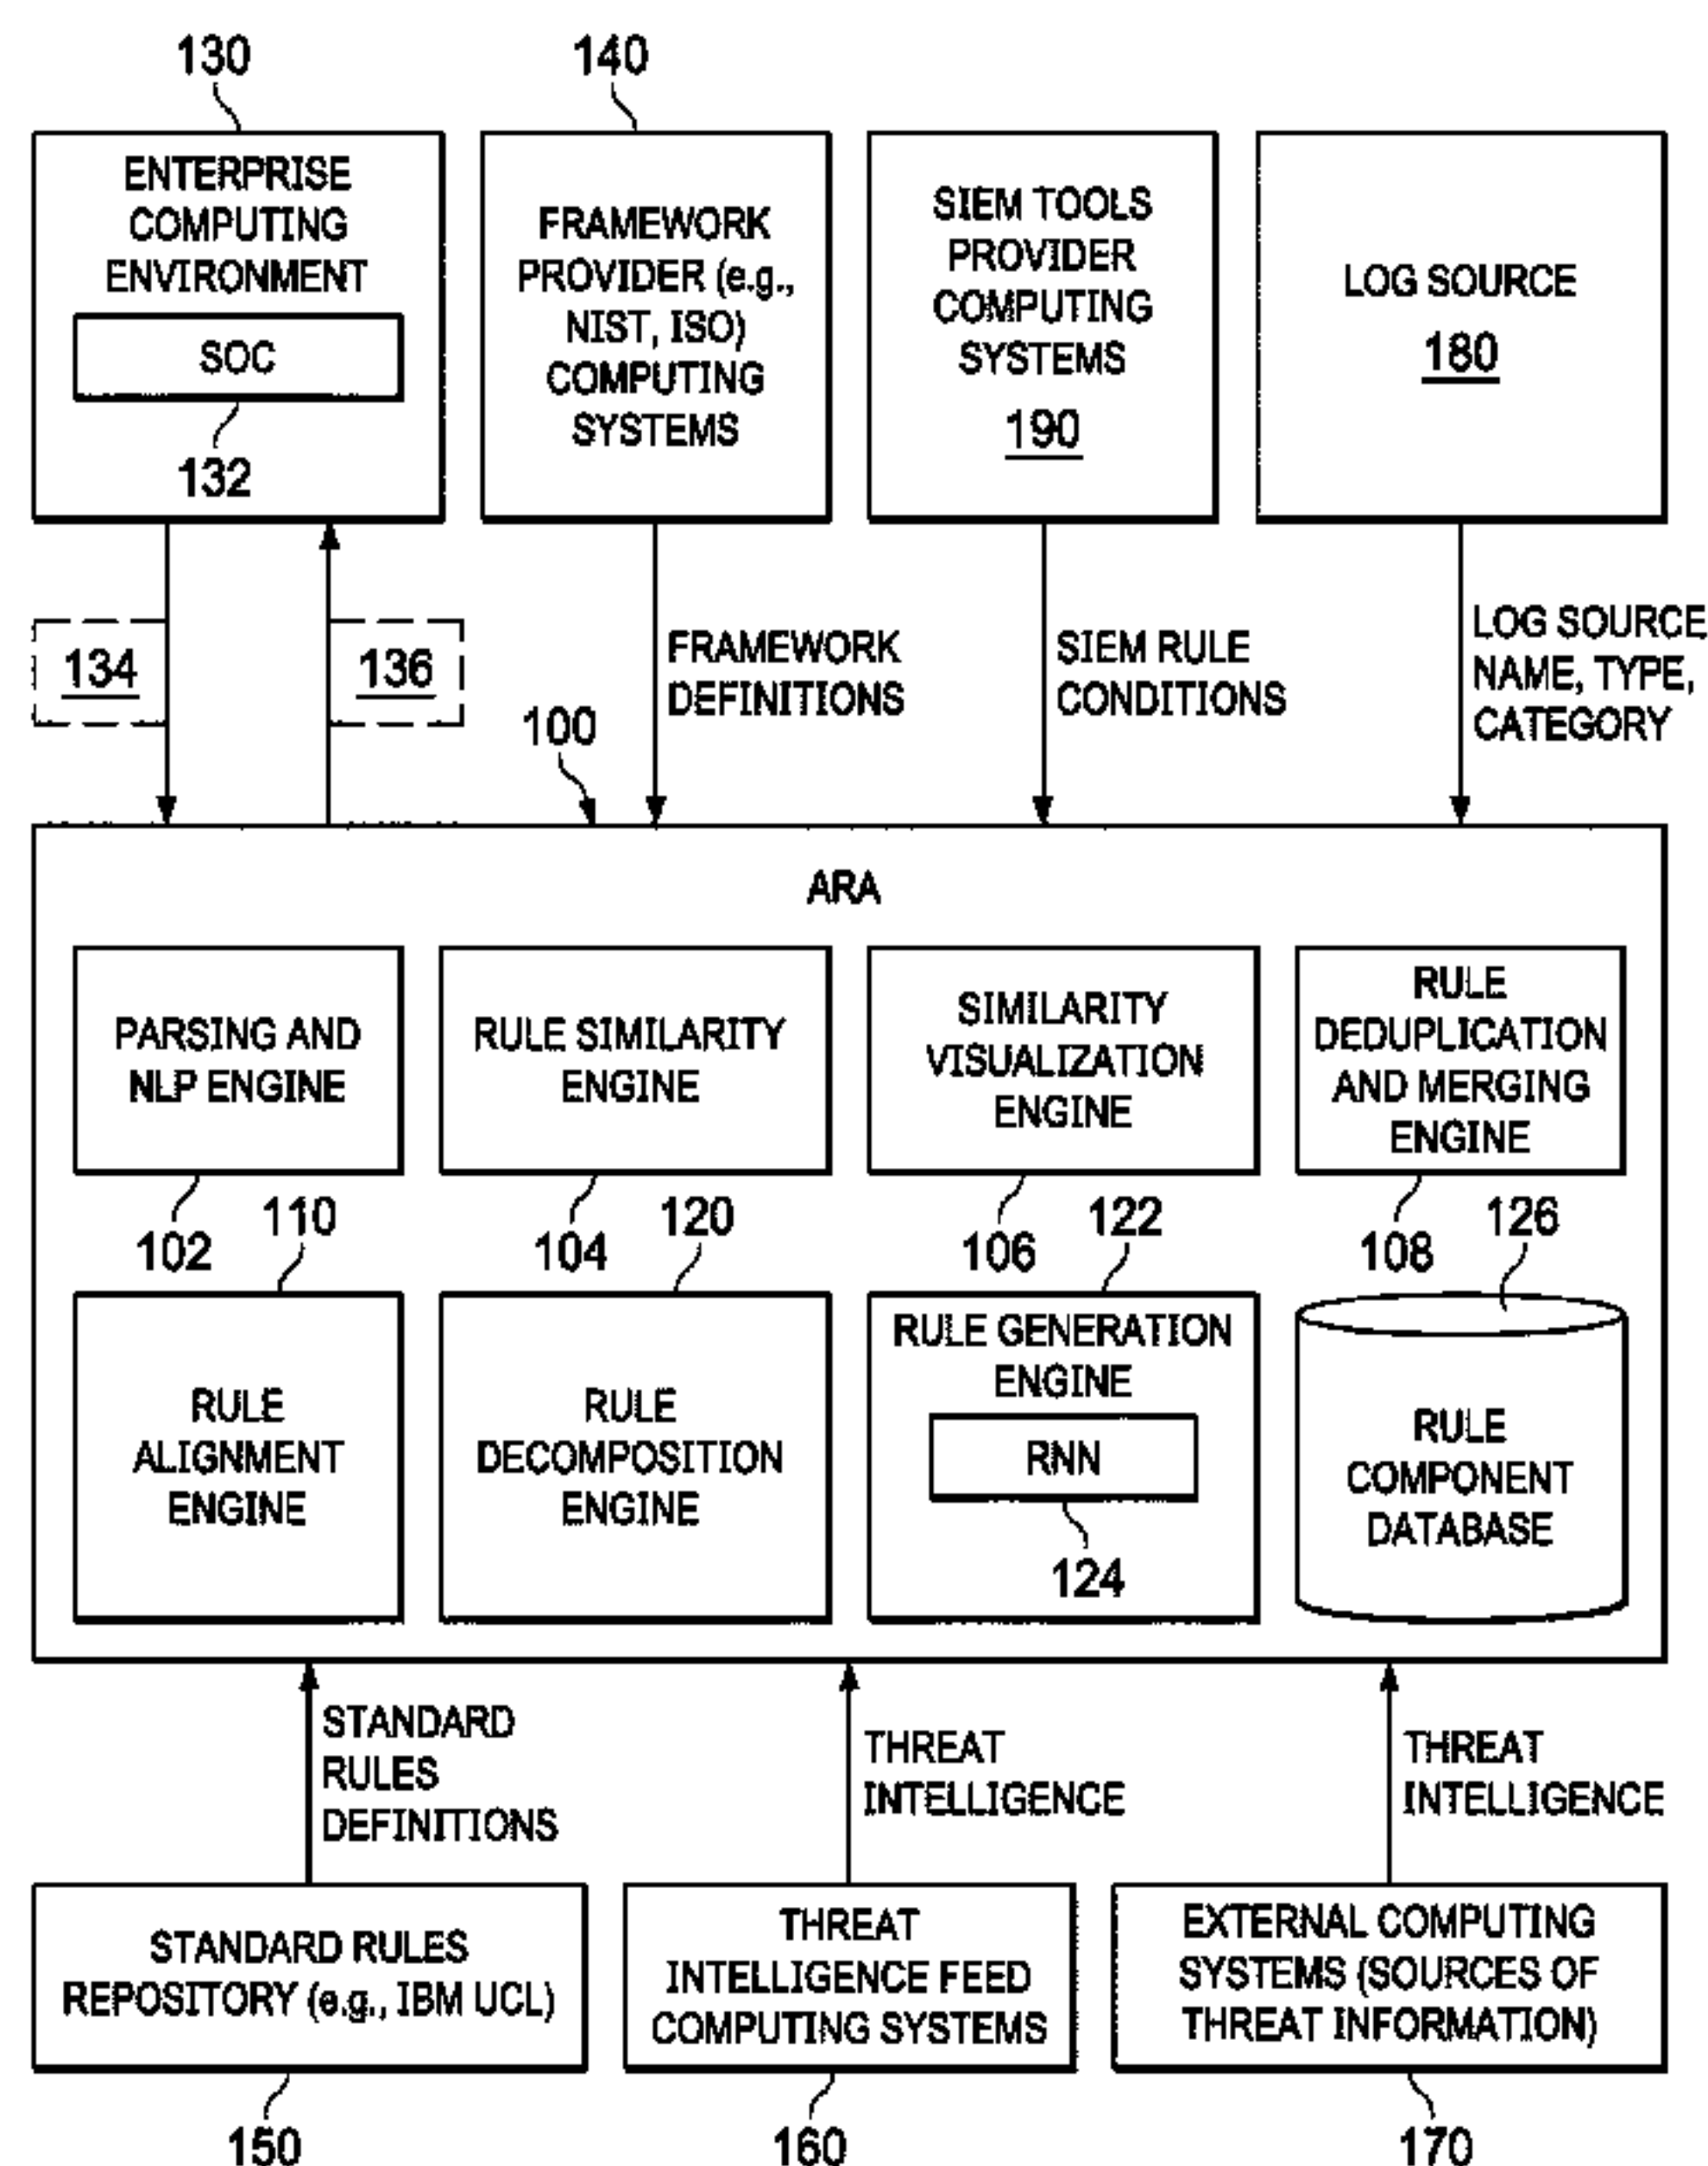 130
140
ENTERPRISE
COMPUTING
ENVIRONMENT
SOC
132
FRAMEWORK
PROVIDER (e.g.,
NIST, ISO)
COMPUTING
SYSTEMS
SIEM TOOLS
PROVIDER
COMPUTING
SYSTEMS
190
LOG SOURCE
180
134
136
FRAMEWORK
DEFINITIONS
SIEM RULE
CONDITIONS
LOG SOURCE
NAME, TYPE,
CATEGORY
100
ARA
PARSING AND
NLP ENGINE
RULE SIMILARITY
ENGINE
SIMILARITY
VISUALIZATION
ENGINE
RULE
DEDUPLICATION
AND MERGING
ENGINE
102
110
104
120
106
122
108
126
RULE
ALIGNMENT
ENGINE
RULE
DECOMPOSITION
ENGINE
RULE GENERATION
ENGINE
RNN
124
RULE
COMPONENT
DATABASE
STANDARD
RULES
DEFINITIONS
THREAT
INTELLIGENCE
THREAT
INTELLIGENCE
STANDARD RULES
REPOSITORY (e.g., IBM UCL)
THREAT
INTELLIGENCE FEED
COMPUTING SYSTEMS
EXTERNAL COMPUTING
SYSTEMS (SOURCES OF
THREAT INFORMATION)
150
160
170